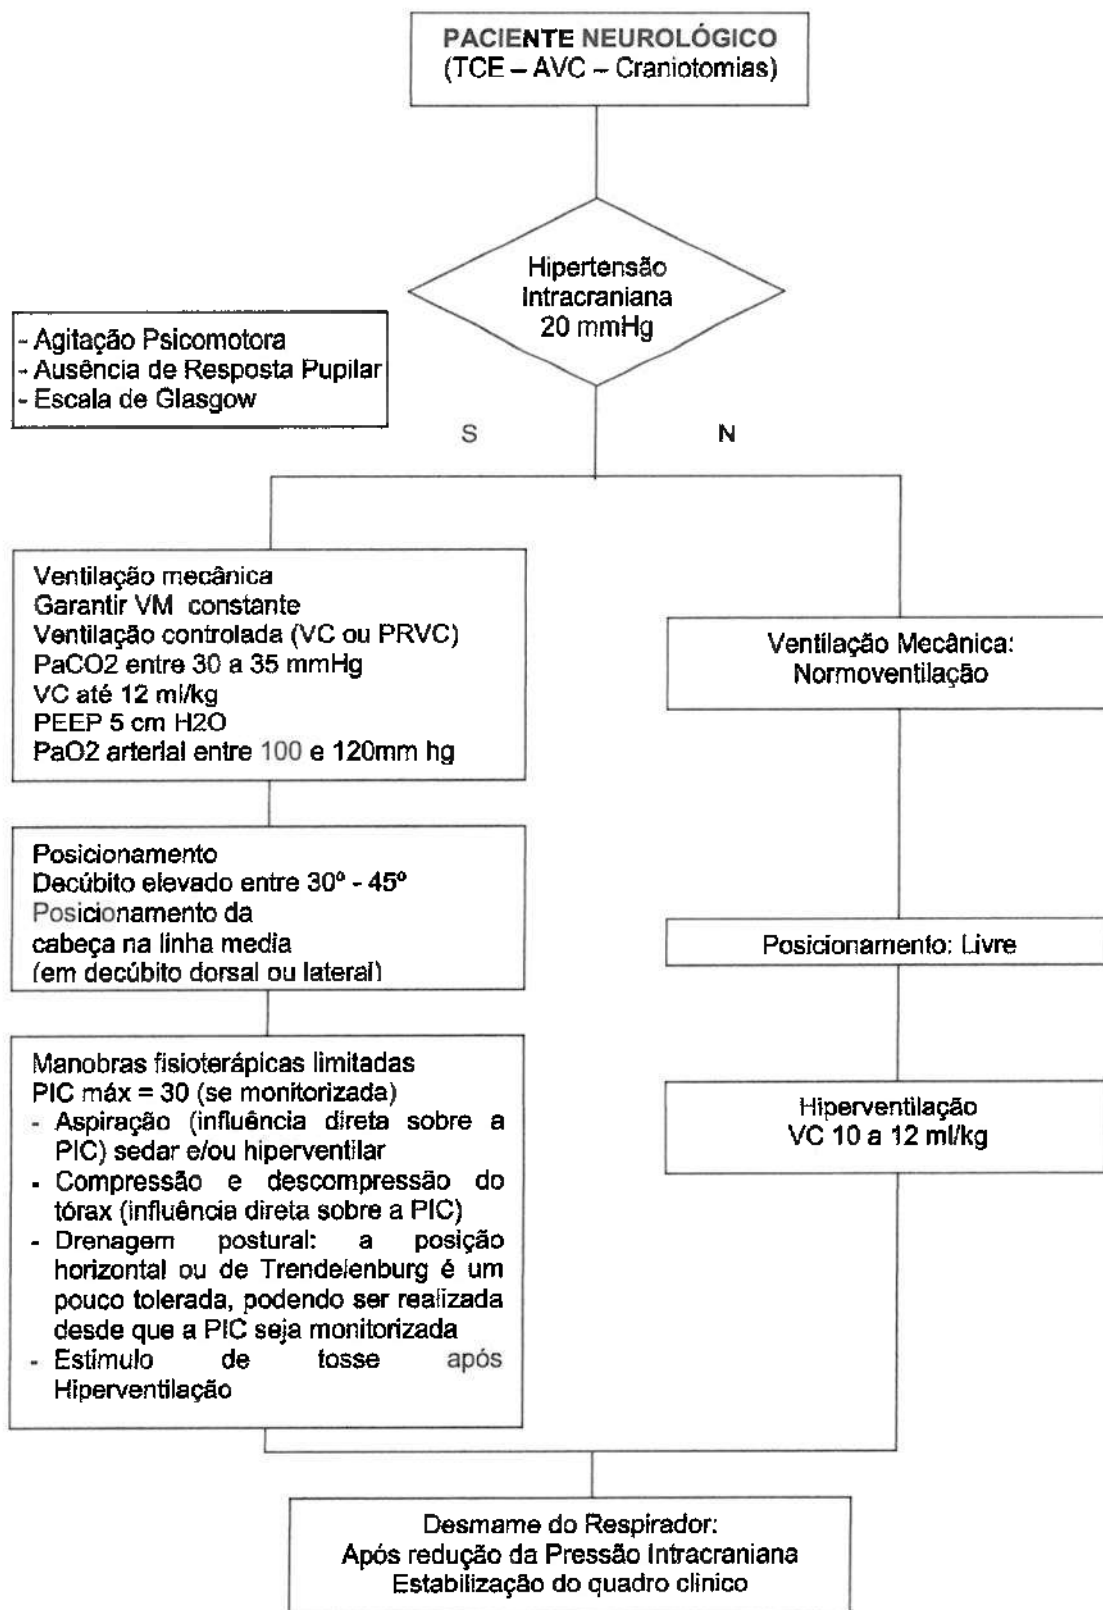 PACIENTE NEUROLÓGICO
(TCE – AVC – Craniotomias)
Hipertensão
Intracraniana
20 mmHg
- Agitação Psicomotora
- Ausência de Resposta Pupilar
- Escala de Glasgow
S
N
Ventilação mecânica
Garantir VM constante
Ventilação controlada (VC ou PRVC)
PaCO2 entre 30 a 35 mmHg
VC até 12 ml/kg
PEEP 5 cm H2O
PaO2 arterial entre 100 e 120mm hg
Ventilação Mecânica:
Normoventilação
Posicionamento
Decúbito elevado entre 30º - 45º
Posicionamento da
cabeça na linha media
(em decúbito dorsal ou lateral)
Posicionamento: Livre
Manobras fisioterápicas limitadas
PIC máx = 30 (se monitorizada)
- Aspiração (influência direta sobre a
PIC) sedar e/ou hiperventilar
- Compressão e descompressão do
tórax (influência direta sobre a PIC)
- Drenagem postural: a posição
horizontal ou de Trendelenburg é um
pouco tolerada, podendo ser realizada
desde que a PIC seja monitorizada
- Estímulo de tosse após
Hiperventilação
Hiperventilação
VC 10 a 12 ml/kg
Desmame do Respirador:
Após redução da Pressão Intracraniana
Estabilização do quadro clinico